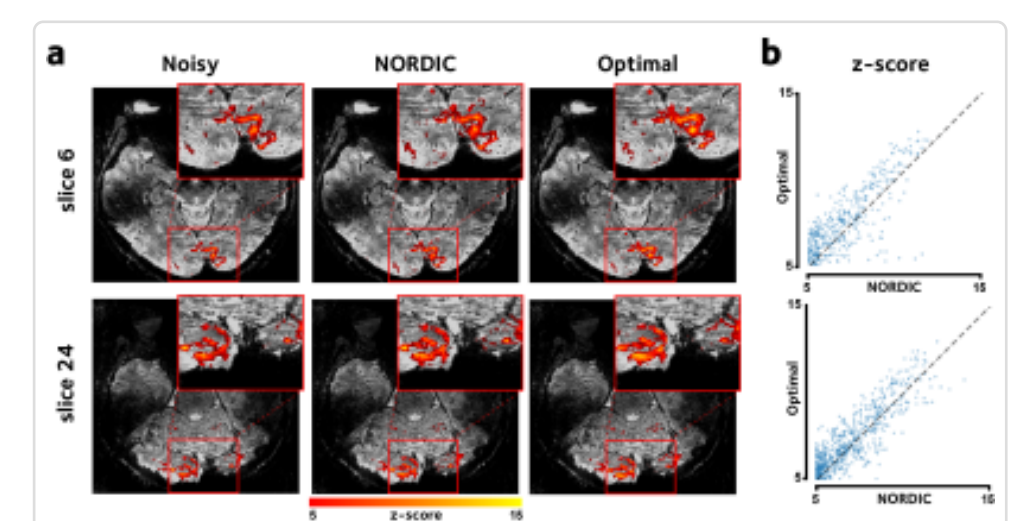 a
b
Noisy NORDIC Optimal
z-score
slice 6
slice 24
5 z-score 15
15
Optimal
5
5 NORDIC 15
15
Optimal
5
5 NORDIC 15